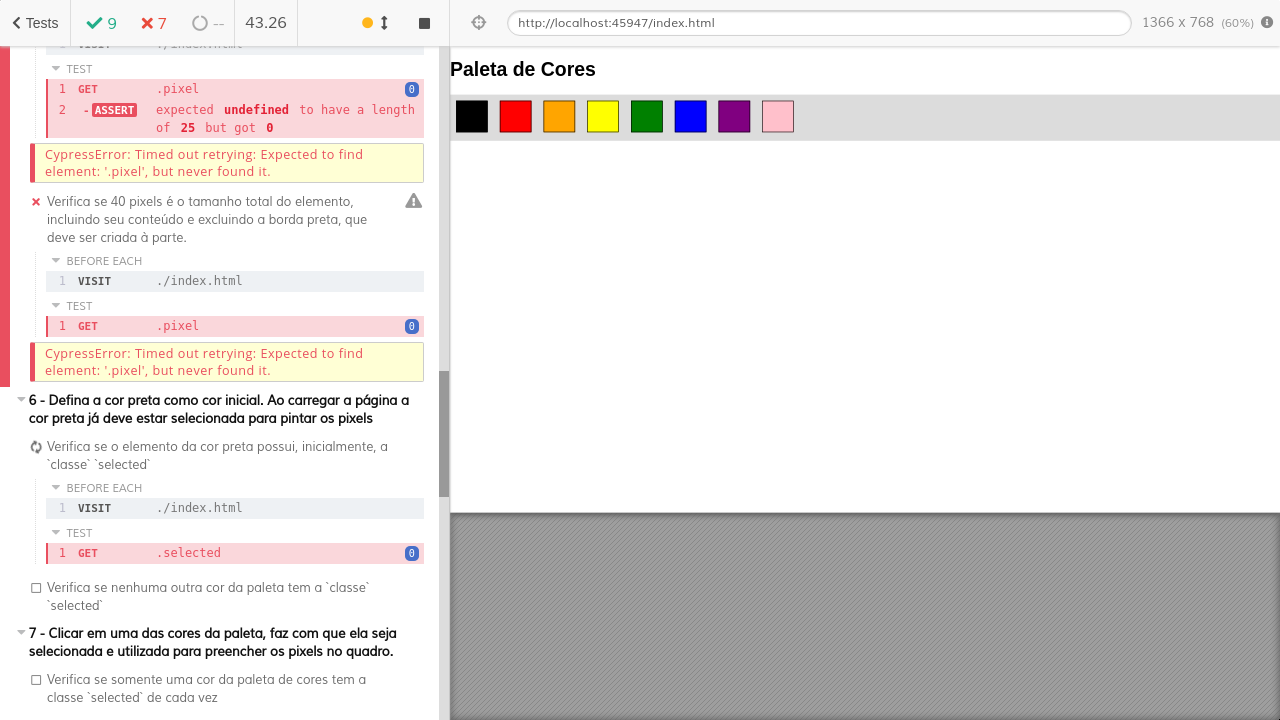 Tests
9
7
--
43.26
http://localhost:45947/index.html
1366 x 768 (60%)
TEST
1 GET .pixel 0
2 -ASSERT expected undefined to have a length
of 25 but got 0
CypressError: Timed out retrying: Expected to find
element: '.pixel', but never found it.
Verifica se 40 pixels é o tamanho total do elemento,
incluindo seu conteúdo e excluindo a borda preta, que
deve ser criada à parte.
BEFORE EACH
1 VISIT ./index.html
TEST
1 GET .pixel 0
CypressError: Timed out retrying: Expected to find
element: '.pixel', but never found it.
6 - Defina a cor preta como cor inicial. Ao carregar a página a
cor preta já deve estar selecionada para pintar os pixels
Verifica se o elemento da cor preta possui, inicialmente, a
`classe` `selected`
BEFORE EACH
1 VISIT ./index.html
TEST
1 GET .selected 0
Verifica se nenhuma outra cor da paleta tem a `classe`
`selected`
7 - Clicar em uma das cores da paleta, faz com que ela seja
selecionada e utilizada para preencher os pixels no quadro.
Verifica se somente uma cor da paleta de cores tem a
classe `selected` de cada vez
Paleta de Cores